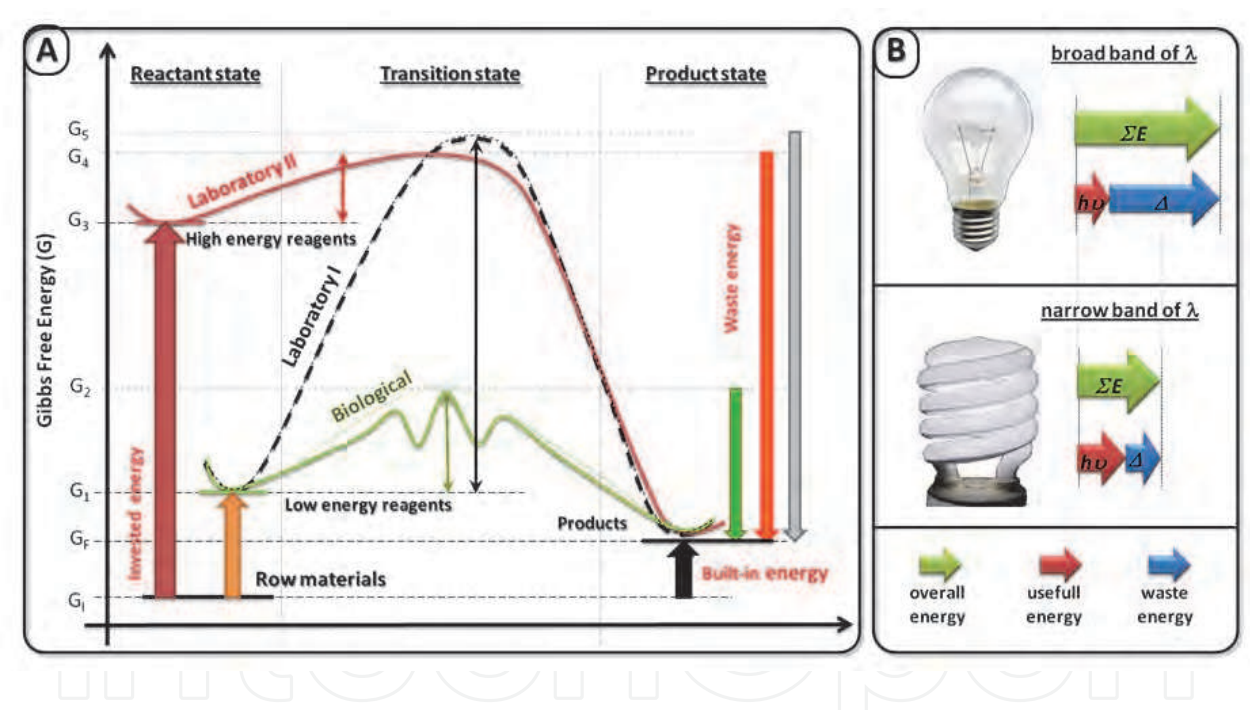 A
Reactant state
Transition state
Product state
G5
G4
G3
G2
G1
GF
Gi
Gibbs Free Energy (G)
Laboratory II
High energy reagents
Laboratory I
Biological
Low energy reagents
Invested energy
Row materials
Products
Waste energy
Built-in energy
B
broad band of λ
ΣE
hυ
Δ
narrow band of λ
ΣE
hυ
Δ
overall
energy
usefull
energy
waste
energy